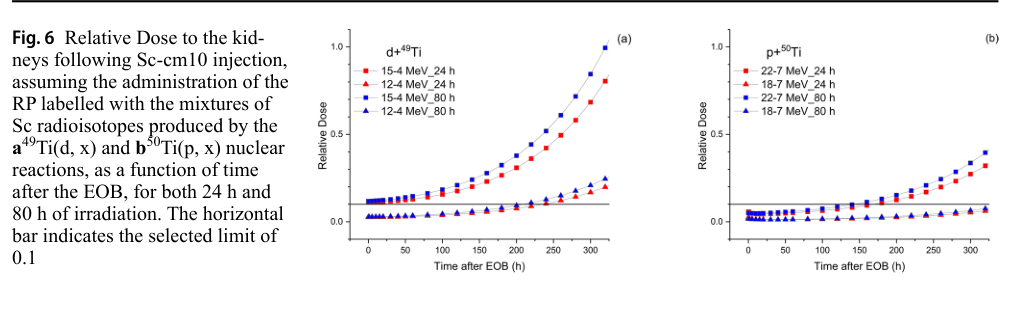 Fig. 6 Relative Dose to the kid-
neys following Sc-cm10 injection,
assuming the administration of the
RP labelled with the mixtures of
Sc radioisotopes produced by the
a⁴⁹Ti(d, x) and b⁵⁰Ti(p, x) nuclear
reactions, as a function of time
after the EOB, for both 24 h and
80 h of irradiation. The horizontal
bar indicates the selected limit of
0.1
(a)
d+⁴⁹Ti
15-4 MeV_24 h
12-4 MeV_24 h
15-4 MeV_80 h
12-4 MeV_80 h
Relative Dose
1.0
0.5
0.0
0 50 100 150 200 250 300
Time after EOB (h)
(b)
p+⁵⁰Ti
22-7 MeV_24 h
18-7 MeV_24 h
22-7 MeV_80 h
18-7 MeV_80 h
Relative Dose
1.0
0.5
0.0
0 50 100 150 200 250 300
Time after EOB (h)